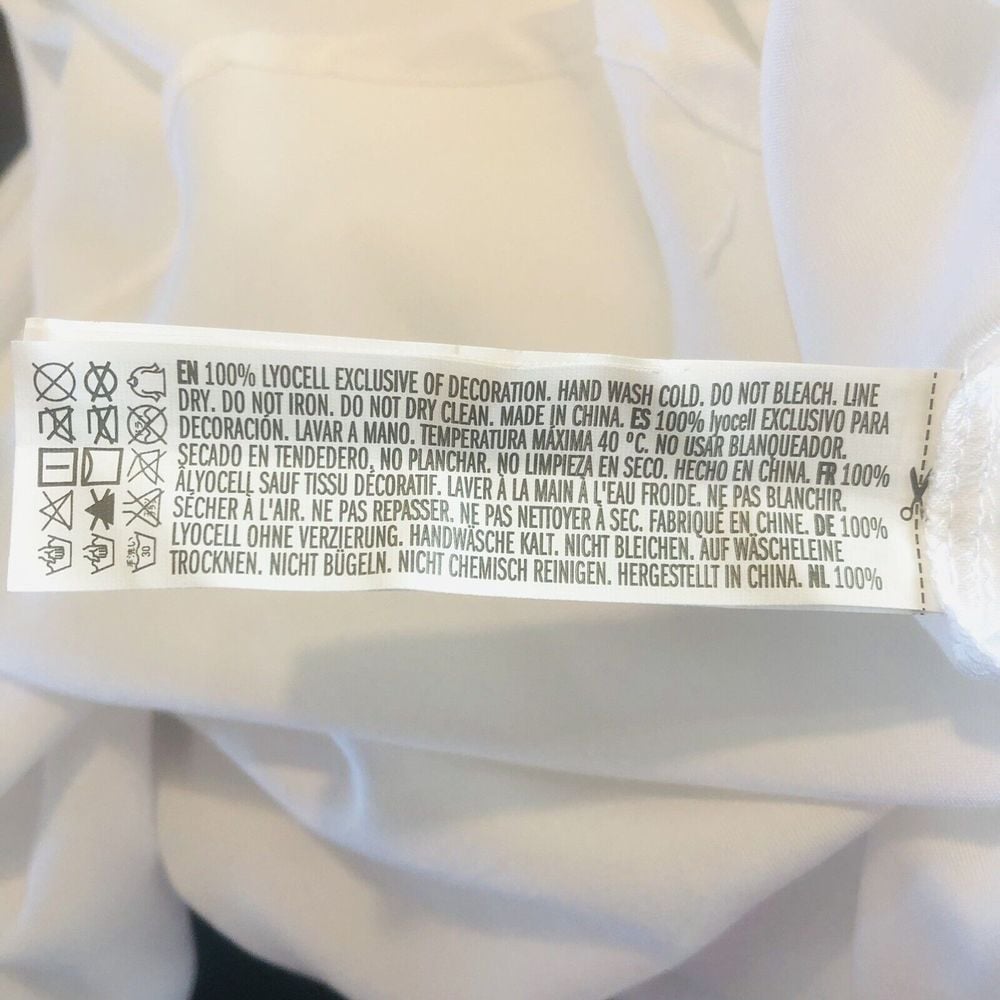 EN 100% LYOCELL EXCLUSIVE OF DECORATION. HAND WASH COLD. DO NOT BLEACH. LINE
DRY. DO NOT IRON. DO NOT DRY CLEAN. MADE IN CHINA. ES 100% lyocell EXCLUSIVO PARA
DECORACIÓN. LAVAR A MANO. TEMPERATURA MÁXIMA 40 ºC. NO USAR BLANQUEADOR.
SECADO EN TENDEDERO, NO PLANCHAR. NO LIMPIEZA EN SECO. HECHO EN CHINA. FR 100%
ÂLYOCELL SAUF TISSU DÉCORATIF. LAVER À LA MAIN À L'EAU FROIDE. NE PAS BLANCHIR.
SÉCHER À L'AIR. NE PAS REPASSER. NE PAS NETTOYER À SEC. FABRIQUÉ EN CHINE. DE 100%
LYOCELL OHNE VERZIERUNG. HANDWÄSCHE KALT. NICHT BLEICHEN. AUF WÄSCHELEINE
TROCKNEN. NICHT BÜGELN. NICHT CHEMISCH REINIGEN. HERGESTELLT IN CHINA. NL 100%
30